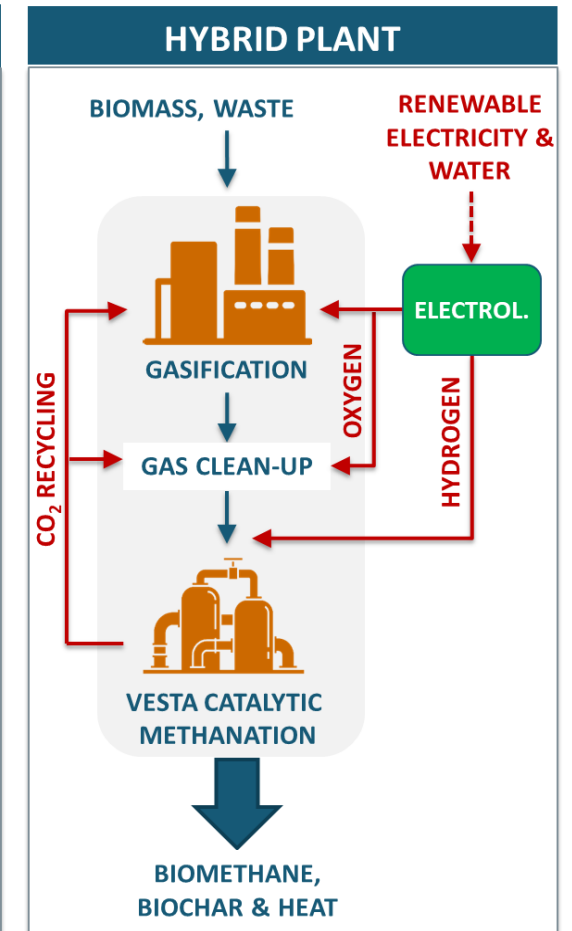 HYBRID PLANT
BIOMASS, WASTE
RENEWABLE
ELECTRICITY &
WATER
ELECTROL.
GASIFICATION
OXYGEN
HYDROGEN
CO₂ RECYCLING
GAS CLEAN-UP
VESTA CATALYTIC
METHANATION
BIOMETHANE,
BIOCHAR & HEAT